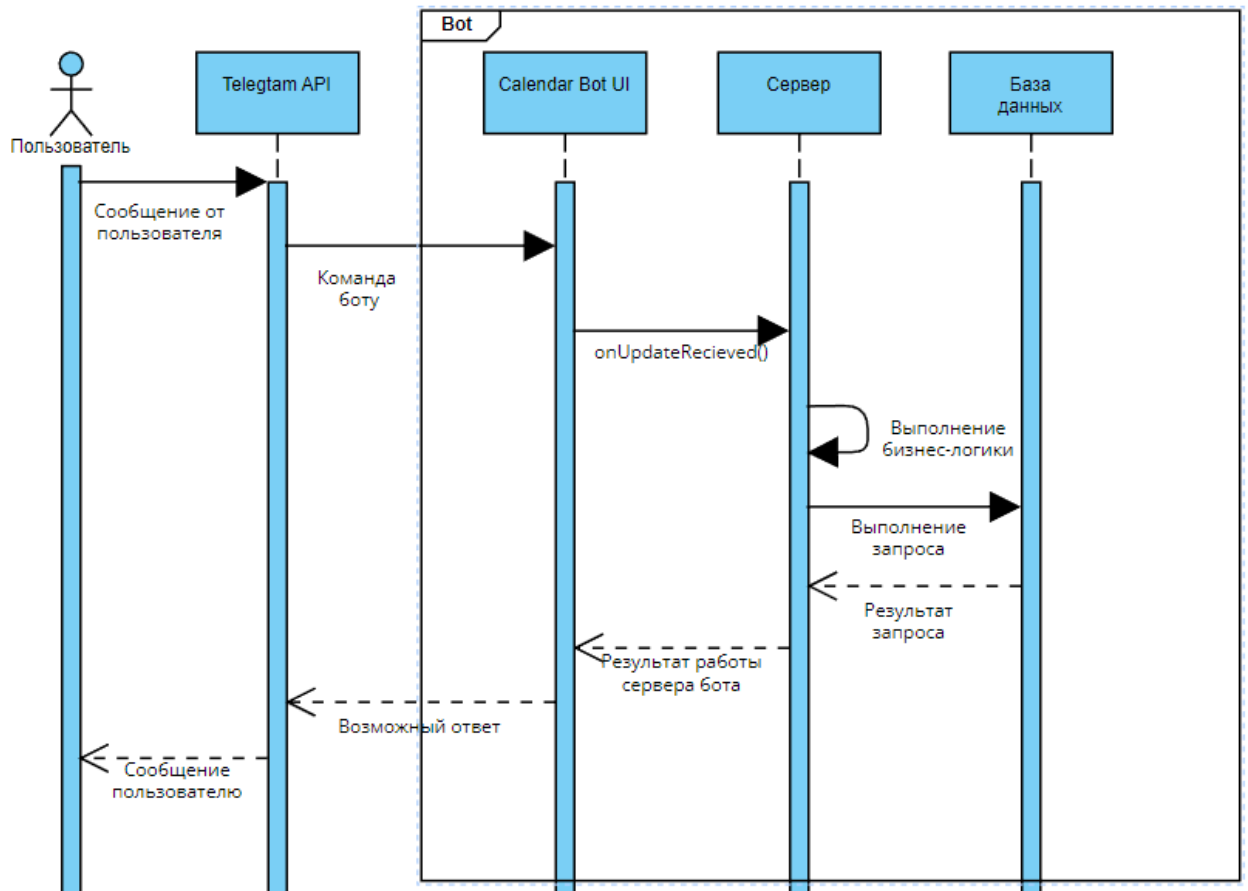 Bot
Пользователь
Telegtam API
Calendar Bot UI
Сервер
База
данных
Сообщение от
пользователя
Команда
боту
onUpdateRecieved()
Выполнение
бизнес-логики
Выполнение
запроса
Результат
запроса
Результат работы
сервера бота
Возможный ответ
Сообщение
пользователю